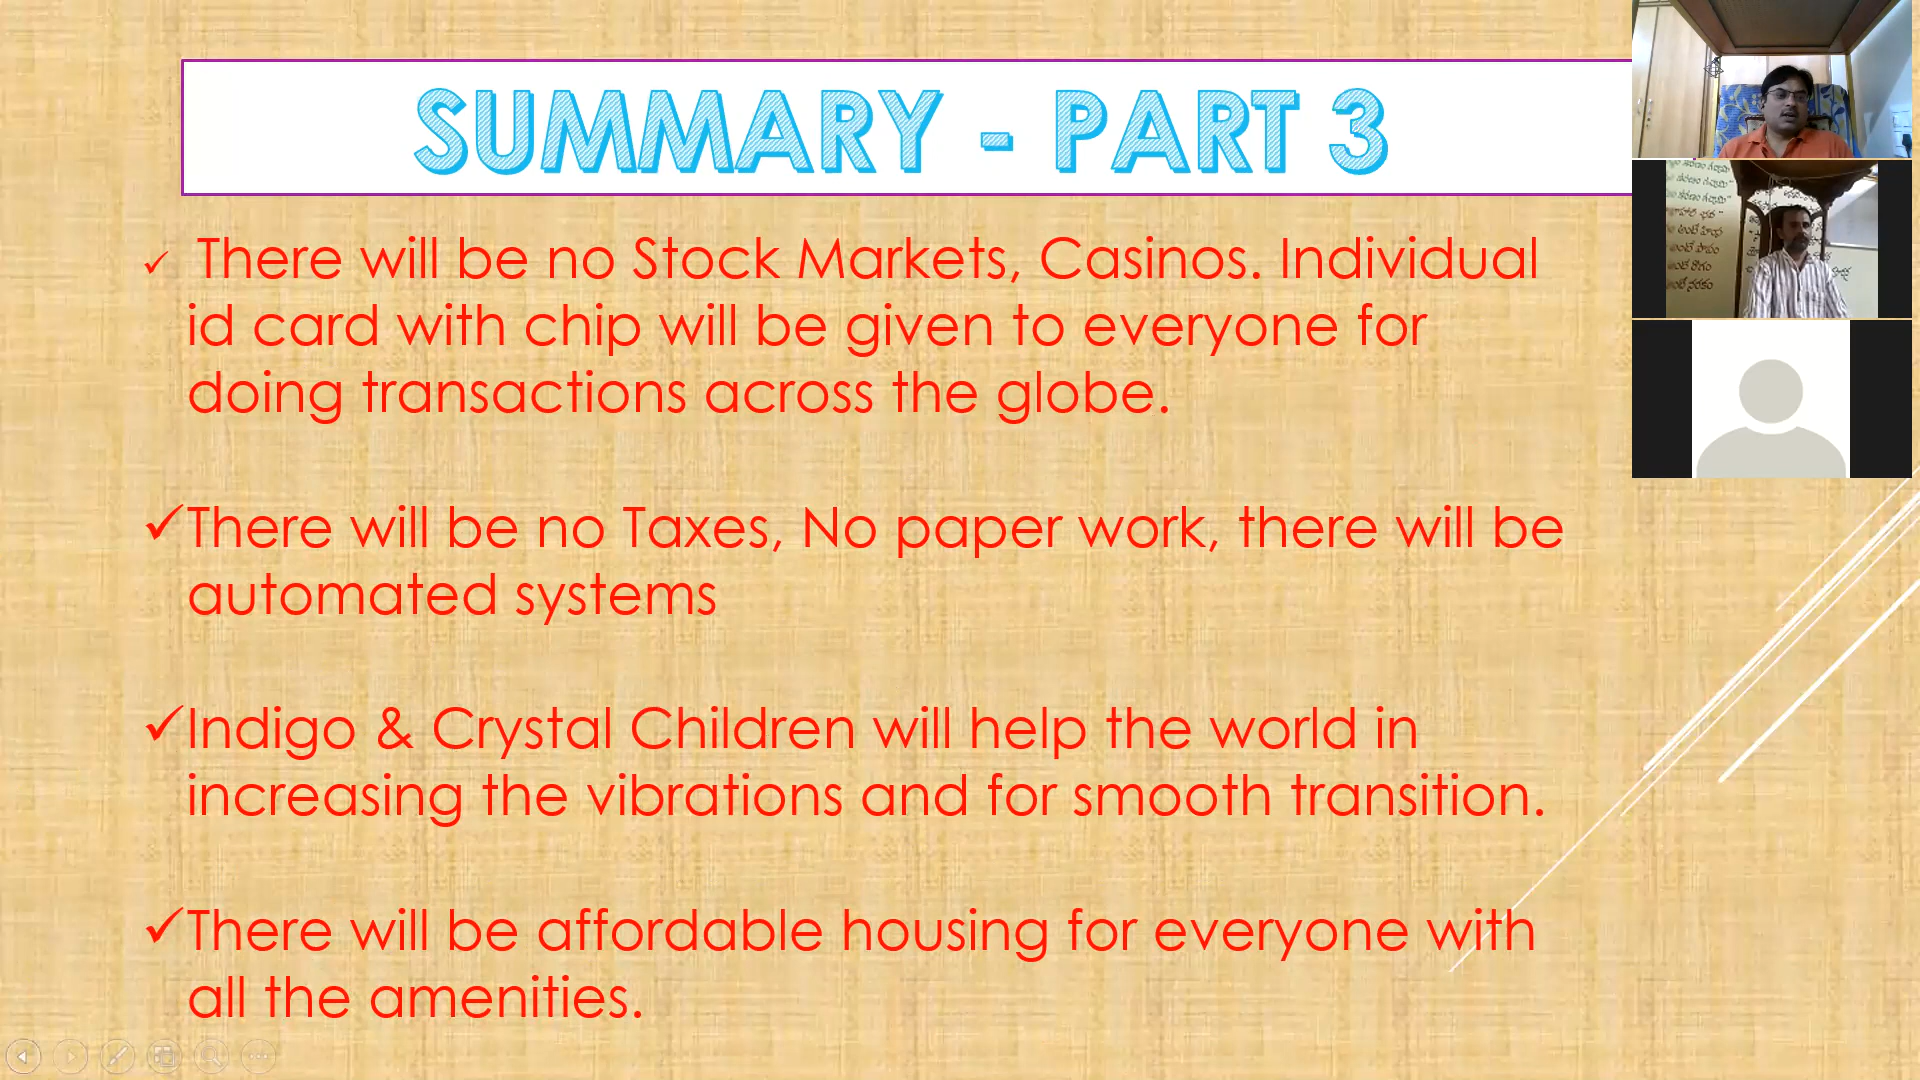 SUMMARY - PART 3
✓ There will be no Stock Markets, Casinos. Individual
id card with chip will be given to everyone for
doing transactions across the globe.
✓There will be no Taxes, No paper work, there will be
automated systems
✓Indigo & Crystal Children will help the world in
increasing the vibrations and for smooth transition.
✓There will be affordable housing for everyone with
all the amenities.